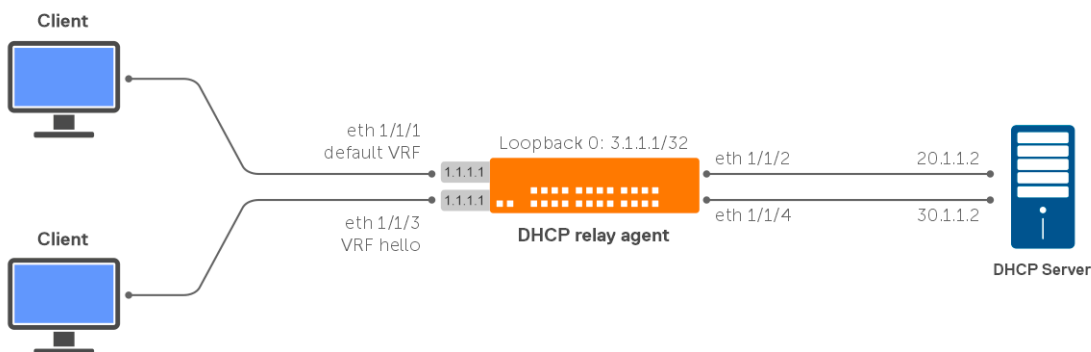 Client
eth 1/1/1
default VRF
Loopback 0: 3.1.1.1/32
eth 1/1/2
20.1.1.2
1.1.1.1
1.1.1.1
eth 1/1/3
VRF hello
eth 1/1/4
30.1.1.2
DHCP relay agent
Client
DHCP Server